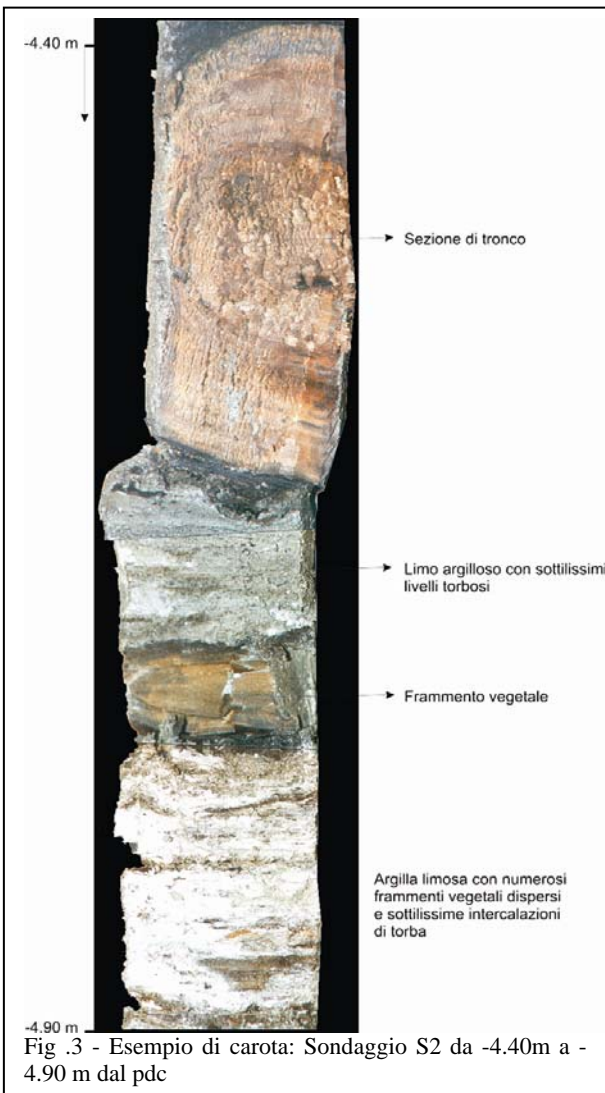 -4.40 m
Sezione di tronco
Limo argilloso con sottilissimi
livelli torbosi
Frammento vegetale
Argilla limosa con numerosi
frammenti vegetali dispersi
e sottilissime intercalazioni
di torba
-4.90 m
Fig .3 - Esempio di carota: Sondaggio S2 da -4.40m a -
4.90 m dal pdc